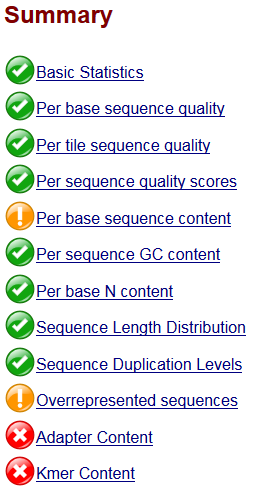 Summary
Basic Statistics
Per base sequence quality
Per tile sequence quality
Per sequence quality scores
Per base sequence content
Per sequence GC content
Per base N content
Sequence Length Distribution
Sequence Duplication Levels
Overrepresented sequences
Adapter Content
Kmer Content